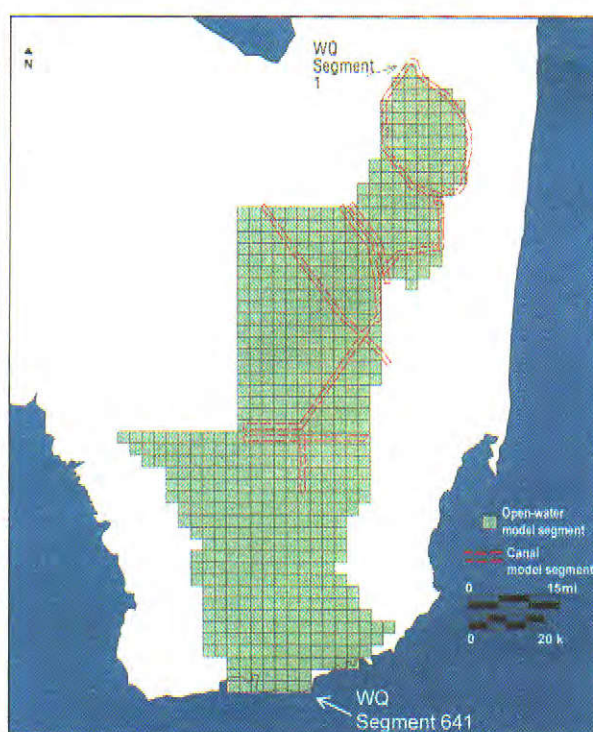 WQ
Segment
1
N
Open-water
model segment
Canal
model segment
0 15mi
0 20 k
WQ
Segment 641